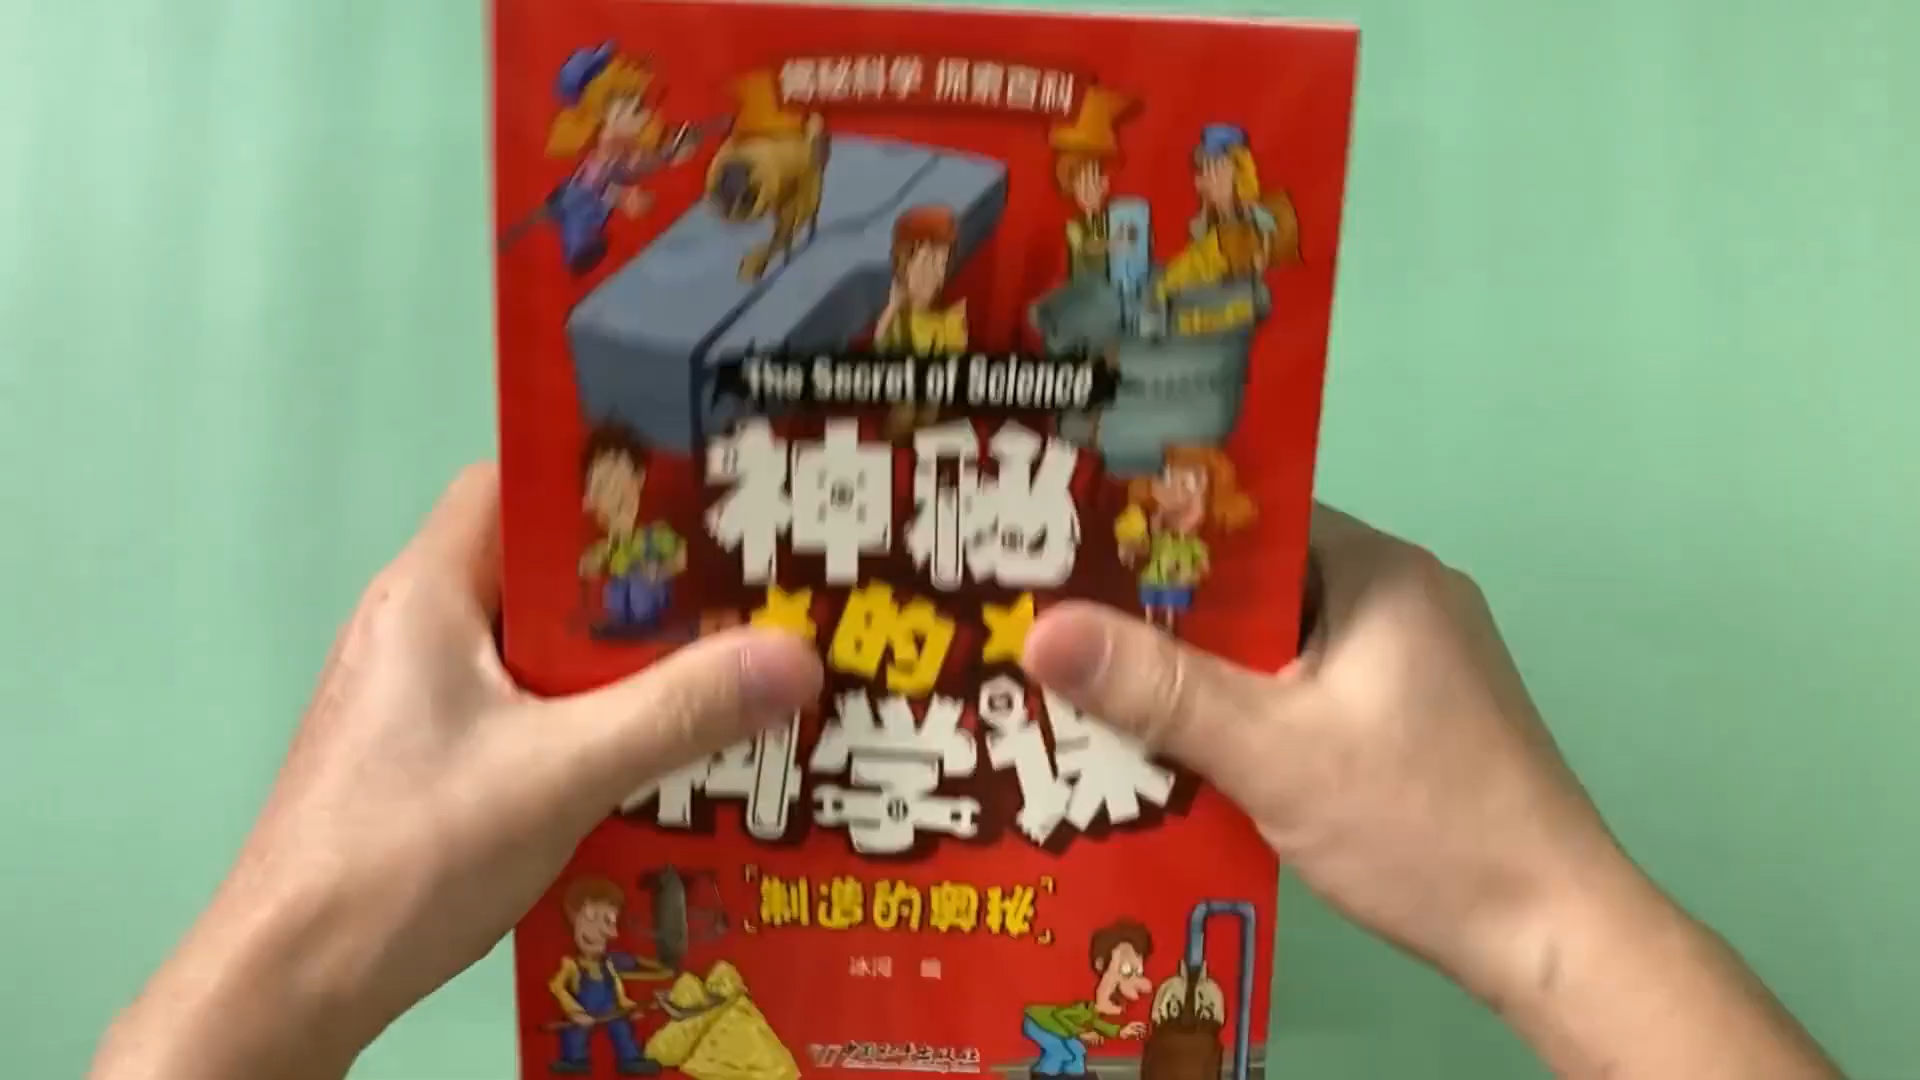 揭秘科学 探索百科
The Secret of Science
神秘
的
科学课
制造的奥秘
冰河 编